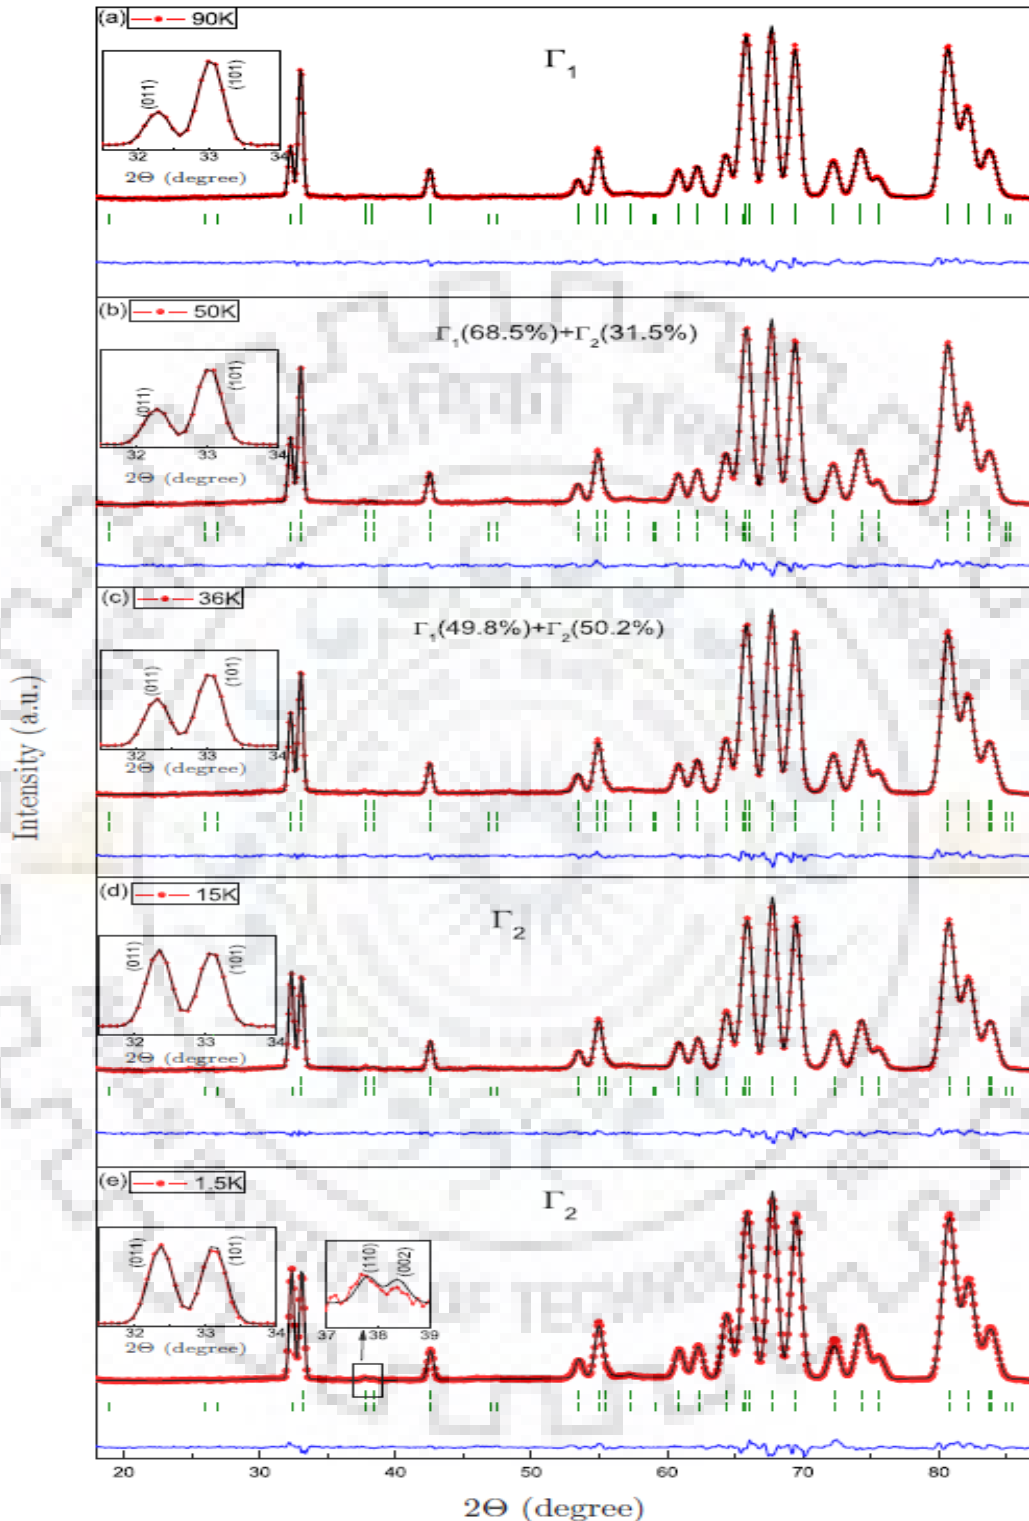 (a) 90K
Γ₁
(011)
(101)
32 33 34
2Θ (degree)
(b) 50K
Γ₁(68.5%)+Γ₂(31.5%)
(011)
(101)
32 33 34
2Θ (degree)
(c) 36K
Γ₁(49.8%)+Γ₂(50.2%)
(011)
(101)
32 33 34
2Θ (degree)
Intensity (a.u.)
(d) 15K
Γ₂
(011)
(101)
32 33 34
2Θ (degree)
(e) 1.5K
Γ₂
(011)
(101)
32 33 34
2Θ (degree)
(110)
(002)
37 38 39
20 30 40 50 60 70 80
2Θ (degree)